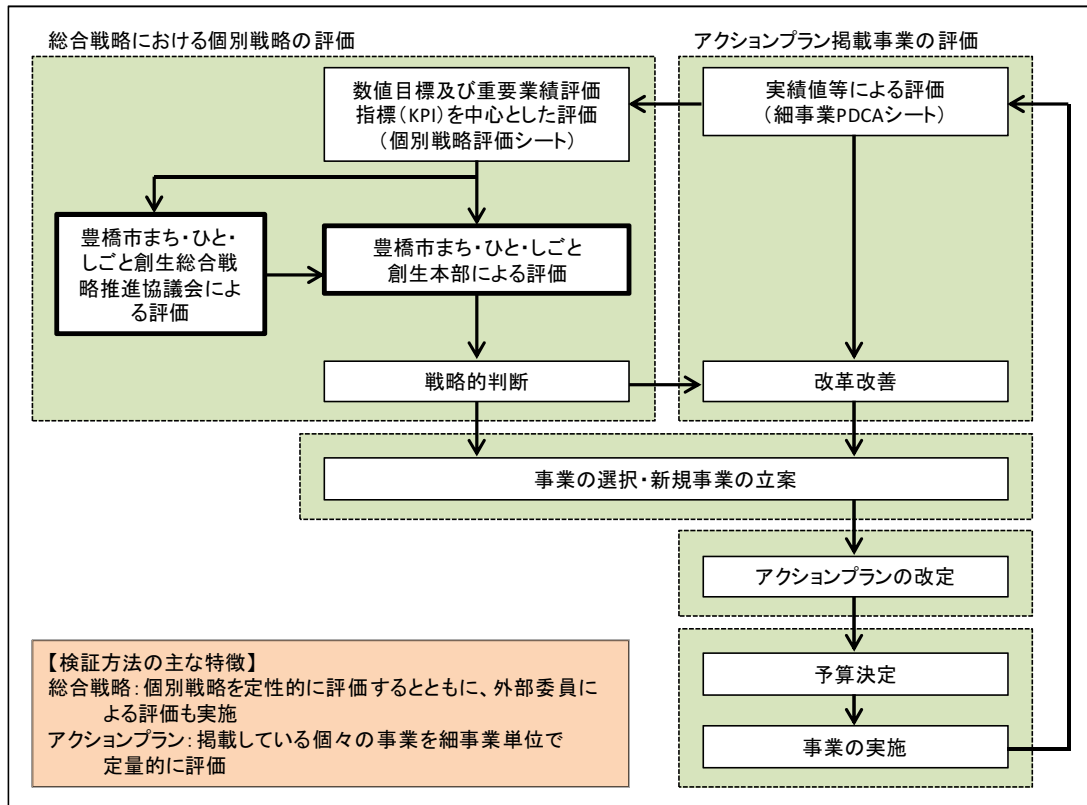 総合戦略における個別戦略の評価
数値目標及び重要業績評価
指標(KPI)を中心とした評価
(個別戦略評価シート)
豊橋市まち・ひと・
しごと創生総合戦
略推進協議会によ
る評価
豊橋市まち・ひと・しごと
創生本部による評価
戦略的判断
アクションプラン掲載事業の評価
実績値等による評価
(細事業PDCAシート)
改革改善
事業の選択・新規事業の立案
アクションプランの改定
予算決定
事業の実施
【検証方法の主な特徴】
総合戦略:個別戦略を定性的に評価するとともに、外部委員に
よる評価も実施
アクションプラン:掲載している個々の事業を細事業単位で
定量的に評価